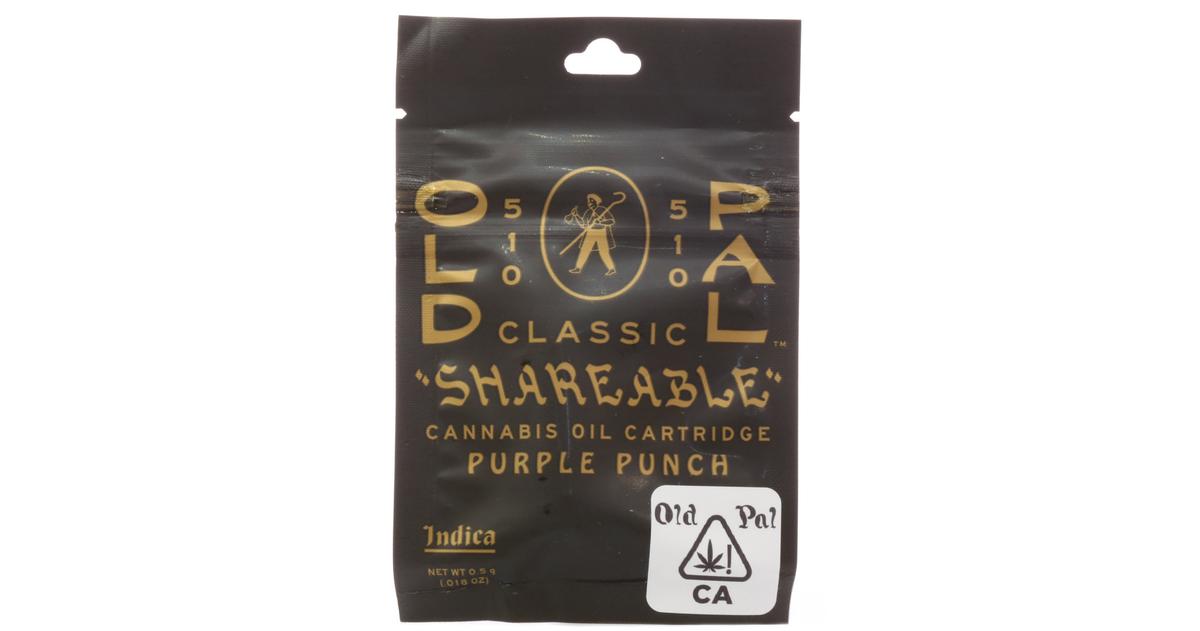 OLD
510
510
PAL
TM
CLASSIC
"SHAREABLE"
CANNABIS OIL CARTRIDGE
PURPLE PUNCH
Indica
NET WT 0.5 g
(.018 OZ)
Old Pal
!
CA